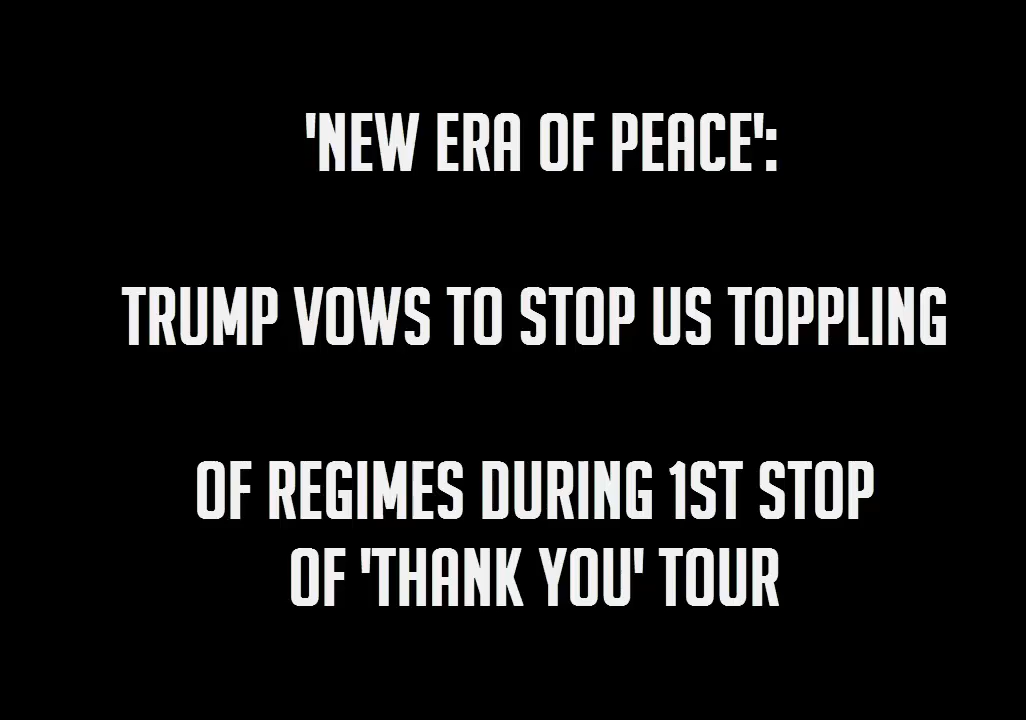 'NEW ERA OF PEACE':
TRUMP VOWS TO STOP US TOPPLING
OF REGIMES DURING 1ST STOP
OF 'THANK YOU' TOUR